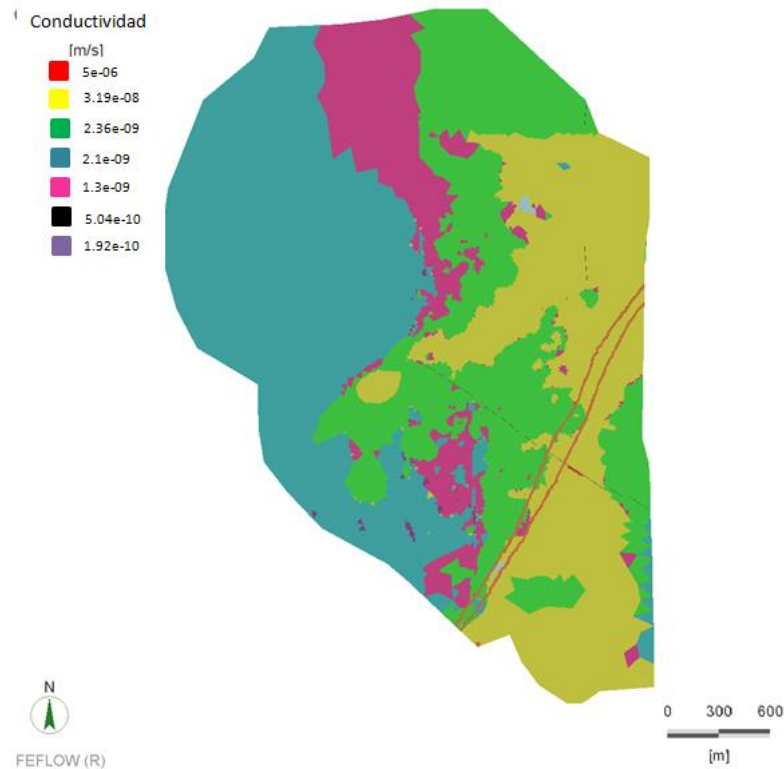 Conductividad
[m/s]
5e-06
3.19e-08
2.36e-09
2.1e-09
1.3e-09
5.04e-10
1.92e-10
N
0 300 600
[m]
FEFLOW (R)